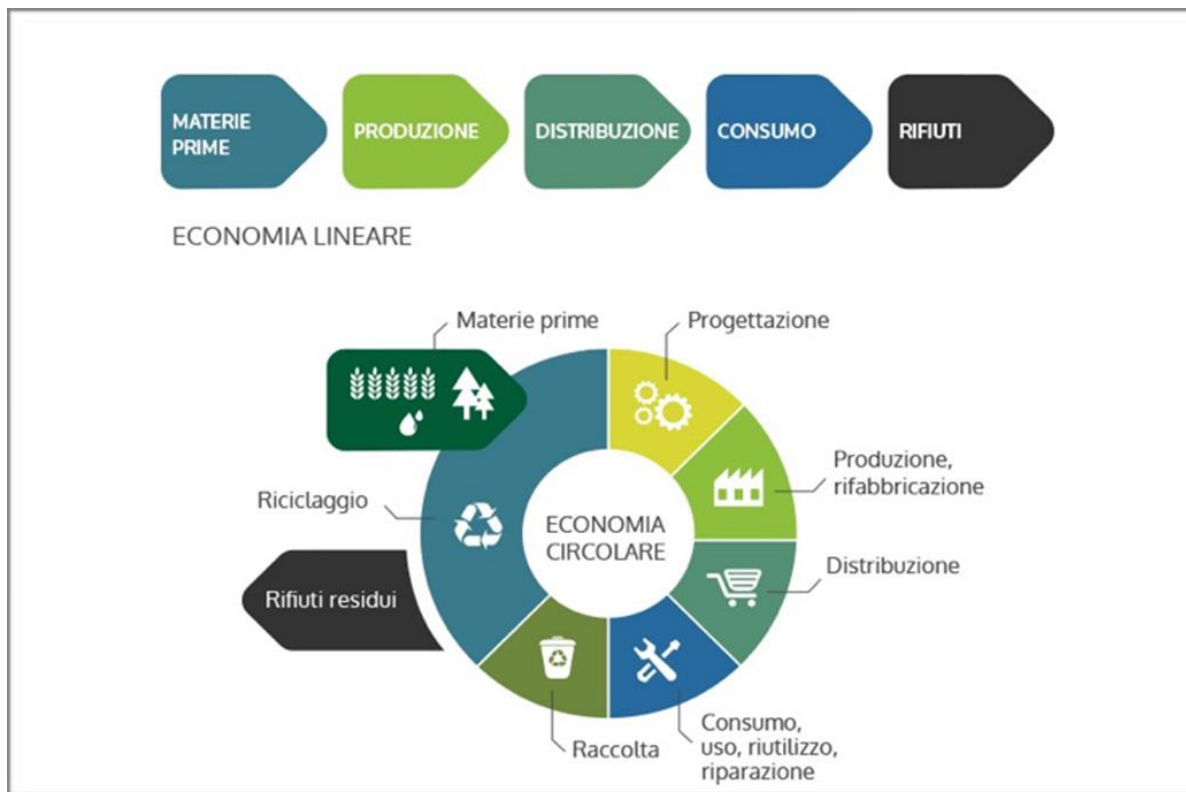 MATERIE
PRIME
PRODUZIONE
DISTRIBUZIONE
CONSUMO
RIFIUTI
ECONOMIA LINEARE
Materie prime
Progettazione
Produzione,
rifabbricazione
Riciclaggio
ECONOMIA
CIRCOLARE
Distribuzione
Rifiuti residui
Consumo,
uso, riutilizzo,
riparazione
Raccolta